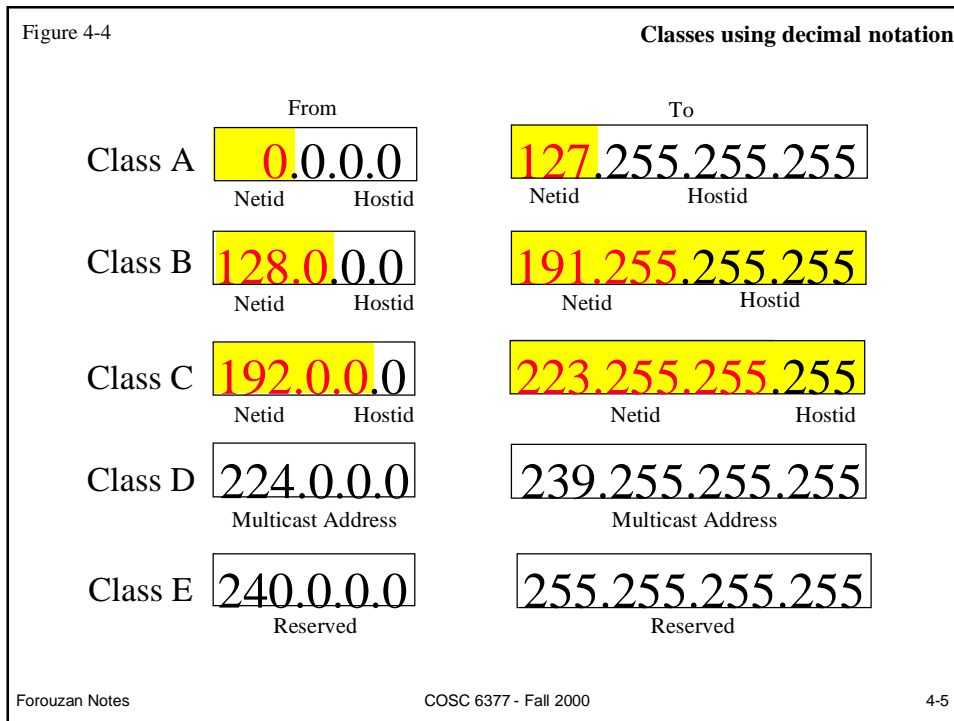 Figure 4-4 Classes using decimal notation
From To
Class A 0.0.0.0 127.255.255.255
Netid Hostid Netid Hostid
Class B 128.0.0.0 191.255.255.255
Netid Hostid Netid Hostid
Class C 192.0.0.0 223.255.255.255
Netid Hostid Netid Hostid
Class D 224.0.0.0 239.255.255.255
Multicast Address Multicast Address
Class E 240.0.0.0 255.255.255.255
Reserved Reserved
Forouzan Notes COSC 6377 - Fall 2000 4-5